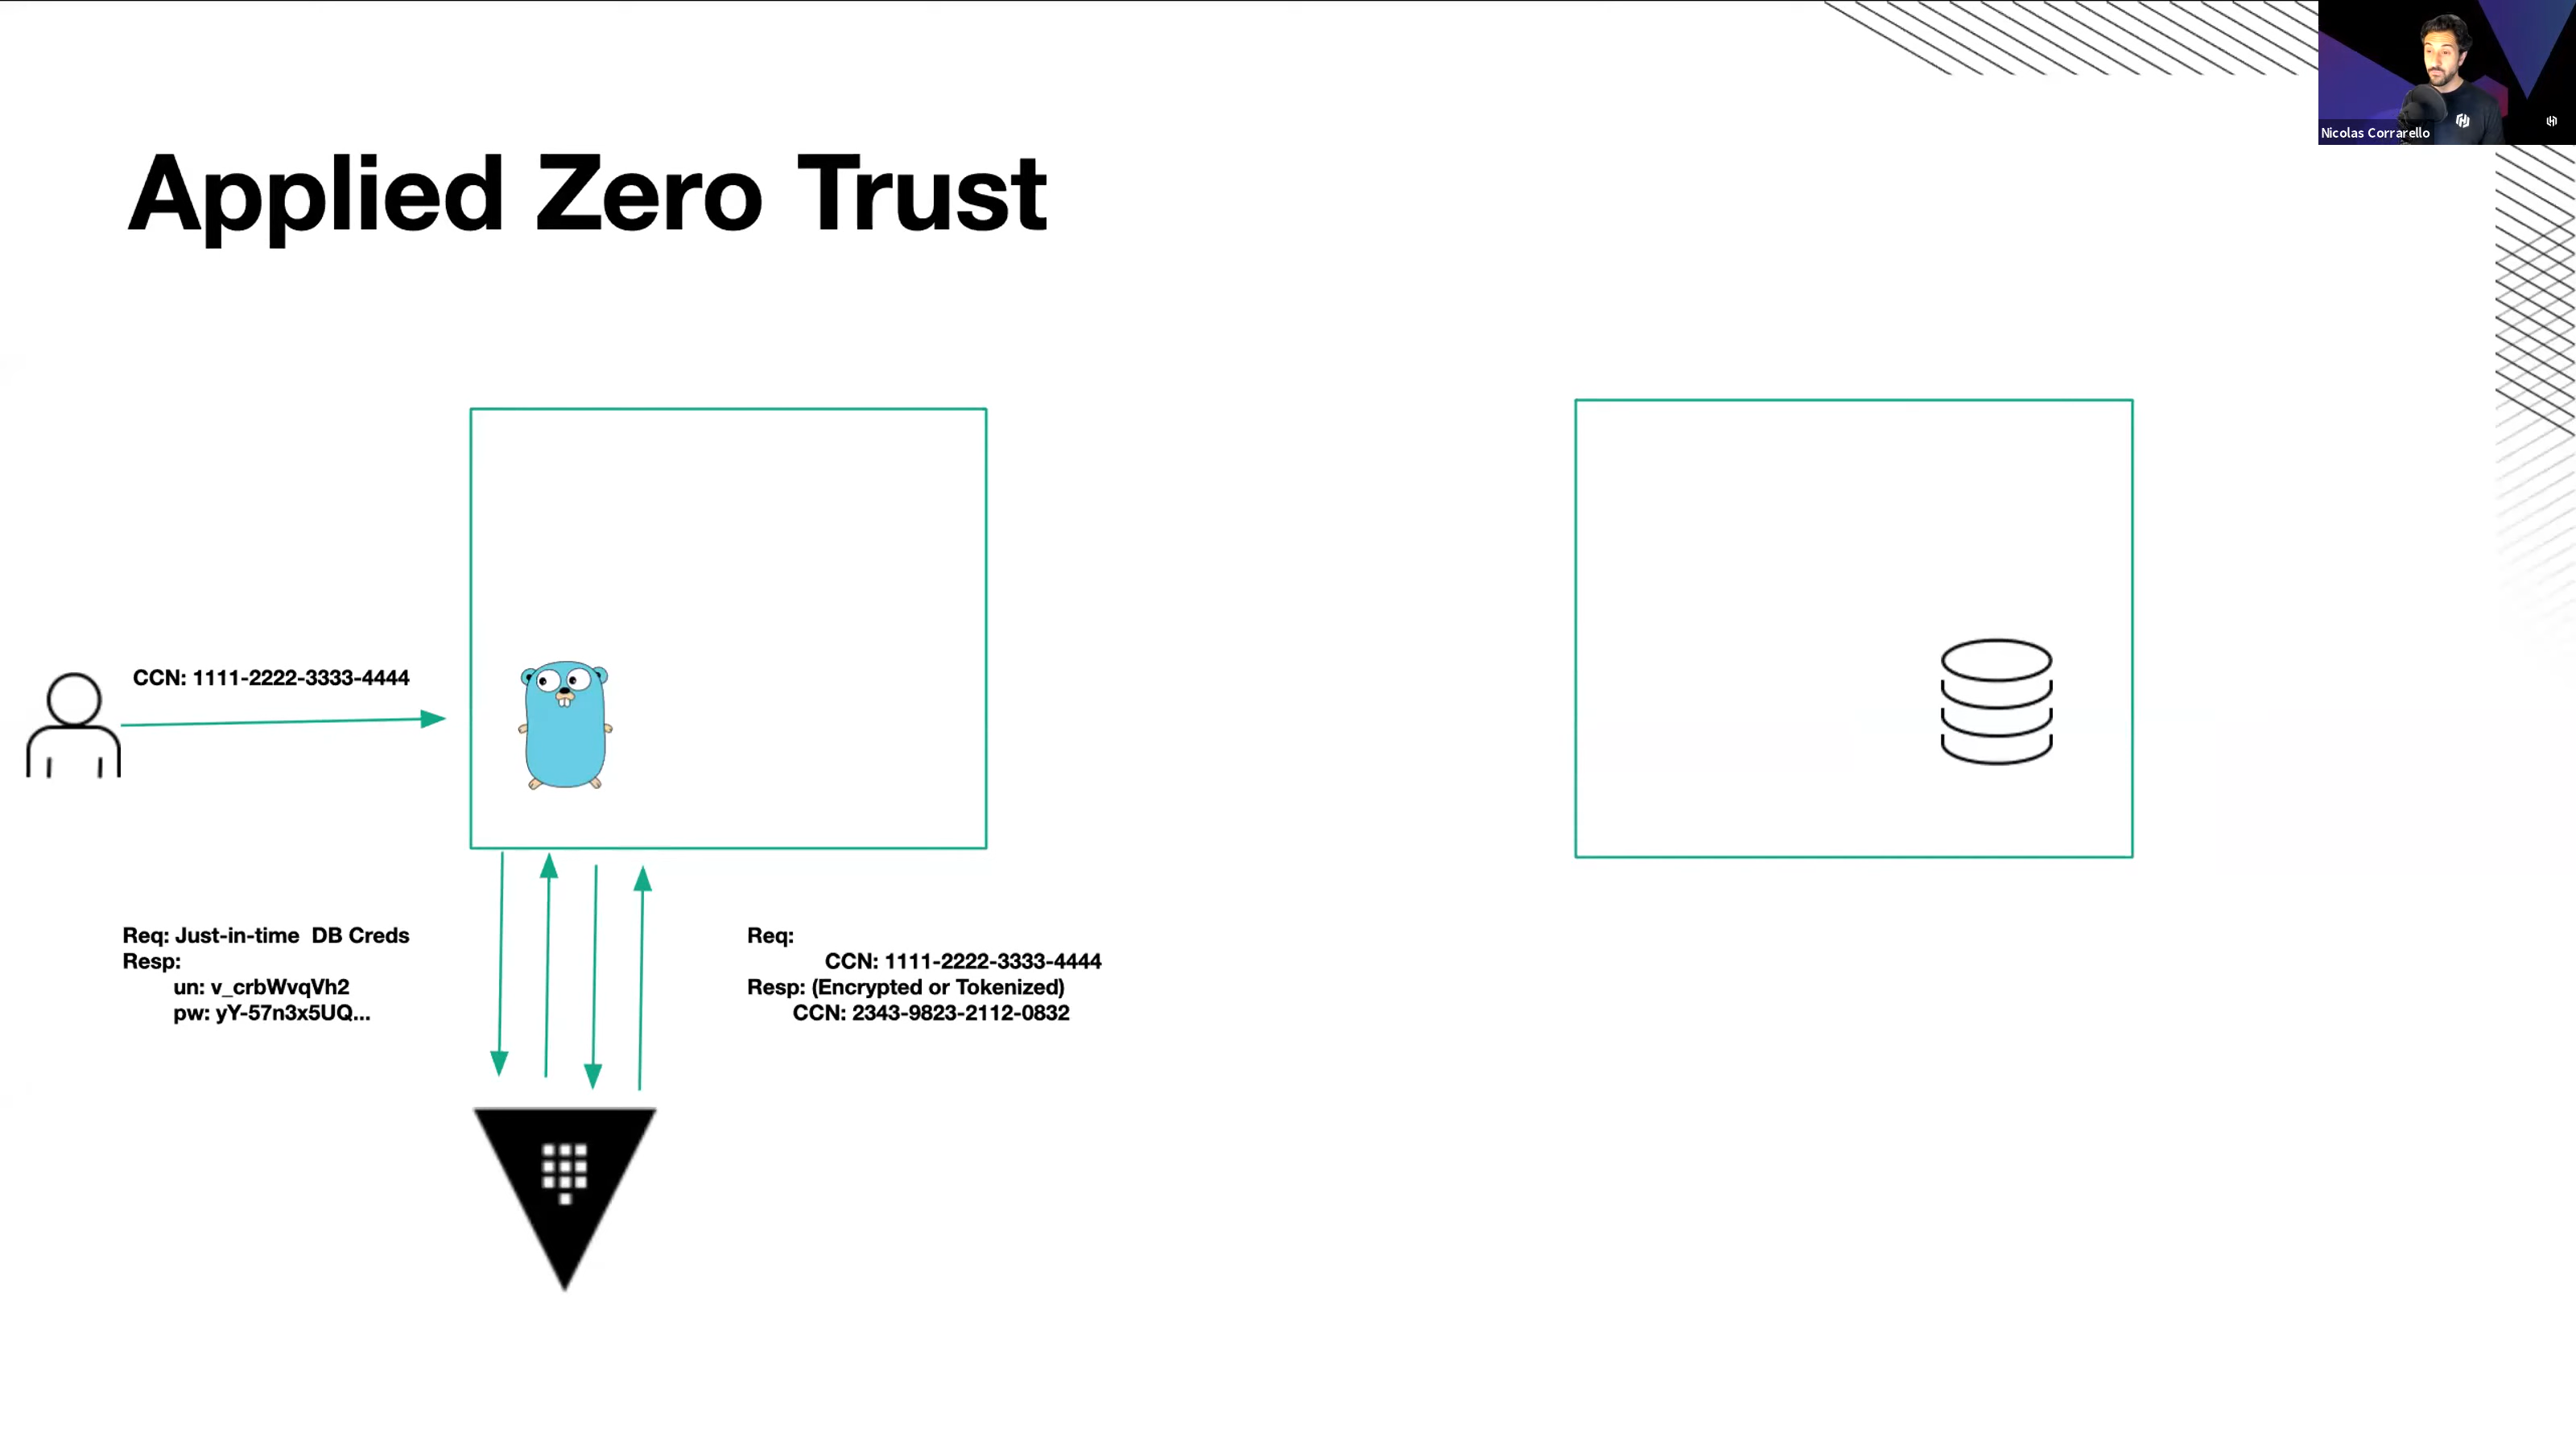 Nicolas Corrarello
Applied Zero Trust
CCN: 1111-2222-3333-4444
Req: Just-in-time  DB Creds
Resp:
un: v_crbWvqVh2
pw: yY-57n3x5UQ...
Req:
CCN: 1111-2222-3333-4444
Resp: (Encrypted or Tokenized)
CCN: 2343-9823-2112-0832